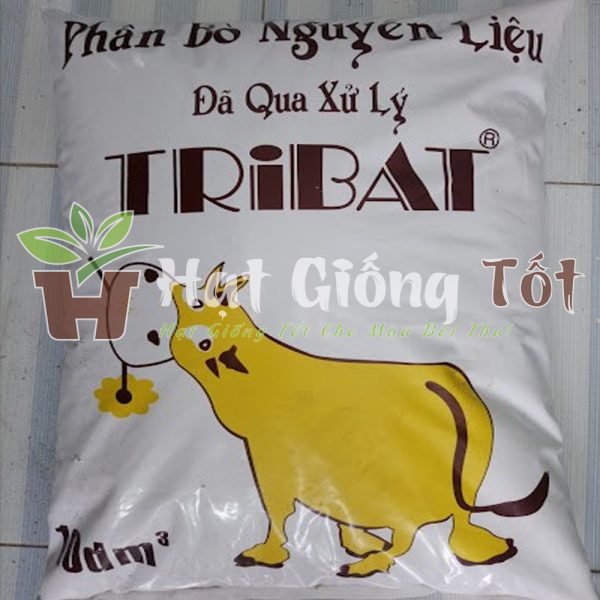 Phân Bò Nguyên Liệu
Đã Qua Xử Lý
TRiBAT®
Hạt Giống Tốt
Hạt Giống Tốt Cho Mùa Bội Thu!
dm³